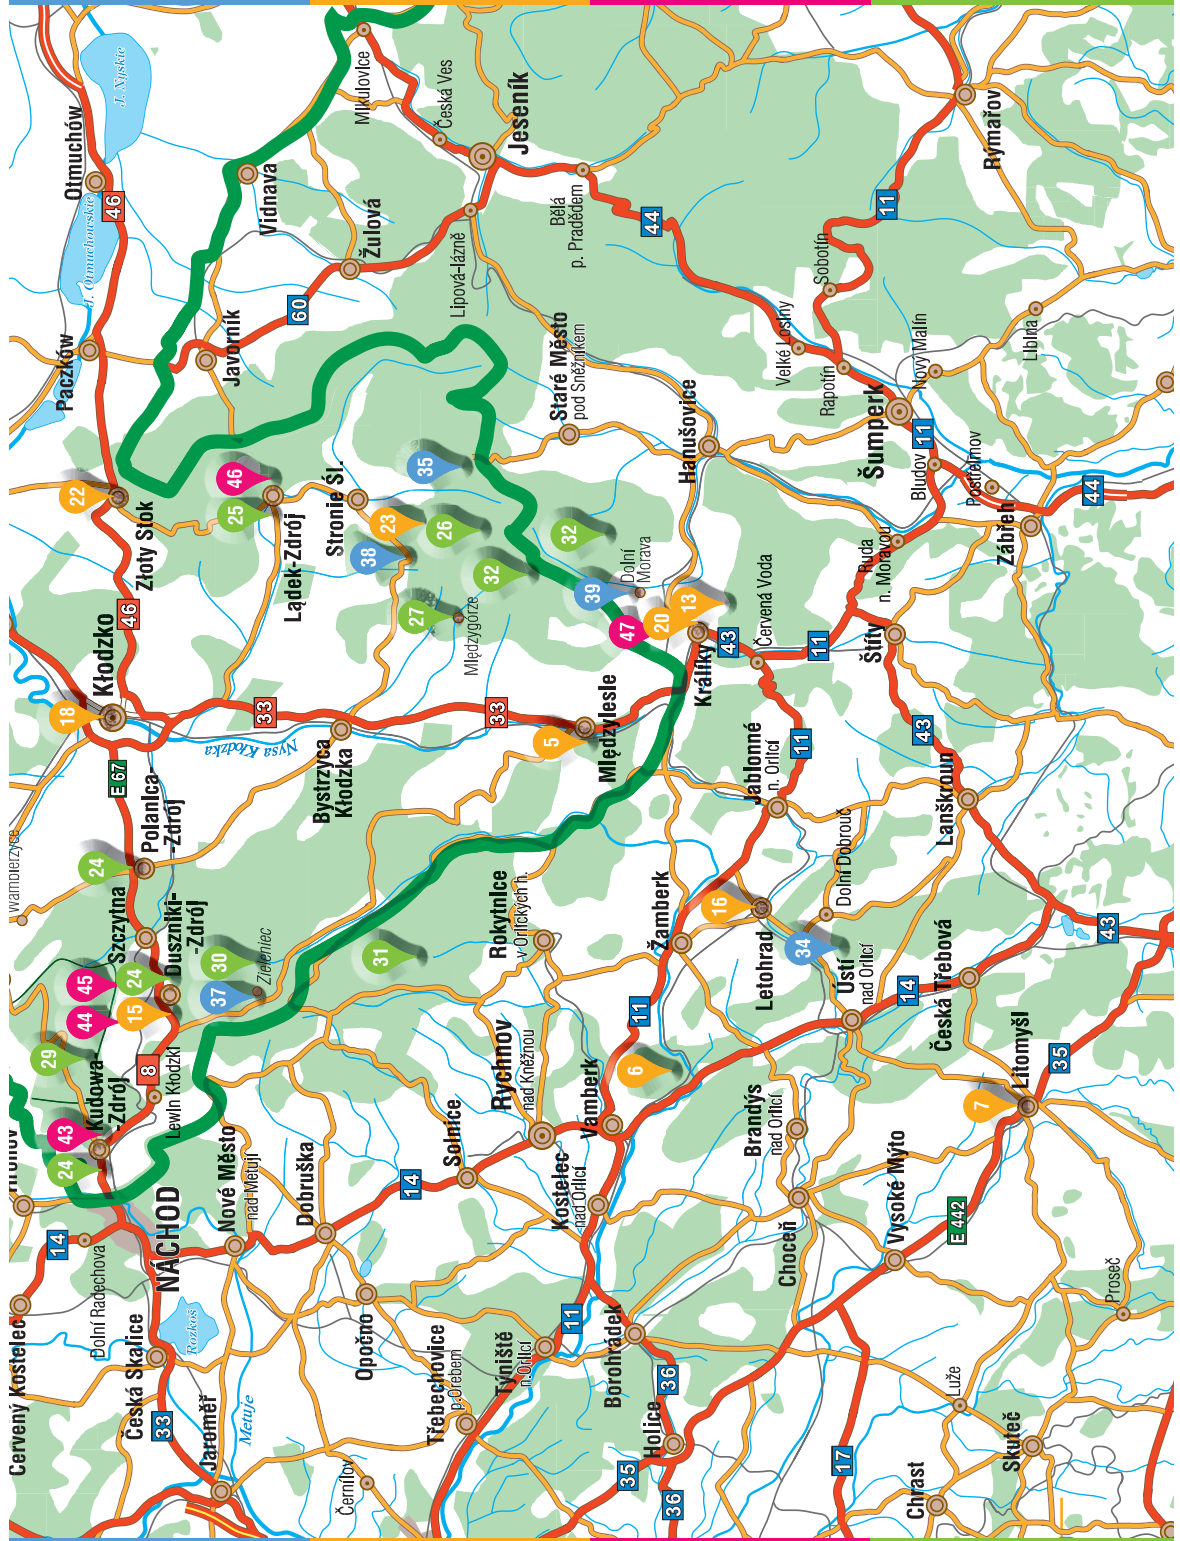 J. Nyskie
Otmuchów
46
J. Otmuchowskie
Paczków
Vidnava
Mikulovice
Česká Ves
Jeseník
Žulová
60
Javorník
Lipová-lázně
Bělá
p. Pradědem
44
11
Rýmařov
Sobotín
Velké Losiny
Rapotín
Nový Malín
Libina
Šumperk
11
Bludov
Postřelmov
44
Zábřeh
Staré Město
pod Sněžníkem
Hanušovice
22
Złoty Stok
46
25
46
Lądek-Zdrój
Stronie Śl.
35
23
38
26
32
32
27
Międzygórze
39
Dolní
Morava
47
20
13
Králíky
43
Červená Voda
11
Ruda
n. Moravou
Štíty
43
Lanškroun
Kłodzko
18
33
E 67
Nysa Kłodzka
Bystrzyca
Kłodzka
33
5
Międzylesie
Jablonné
n. Orlicí
11
Dolní Dobrouč
Wambierzyce
Polanica-
-Zdrój
24
Szczytna
Duszniki-
-Zdrój
24
45
44
15
30
37
Zieleniec
31
Rokytnice
v Orlických h.
Žamberk
16
Letohrad
34
Ústí
nad Orlicí
14
Česká Třebová
43
35
Litomyšl
7
29
Kudowa-
-Zdrój
43
24
8
Lewin Kłodzki
Rychnov
nad Kněžnou
11
6
Vamberk
Solnice
14
Kostelec
nad Orlicí
Brandýs
nad Orlicí
Choceň
Vysoké Mýto
E 442
Proseč
14
Dolní Radechova
NÁCHOD
Nové Město
nad Metují
Dobruška
Opočno
Červený Kostelec
Česká Skalice
Rozkoš
33
Jaroměř
Metuje
Černilov
Třebechovice
p.Orebem
Týniště
n.Orlicí
11
Borohrádek
36
Holice
35
36
17
Luže
Skuteč
Chrast